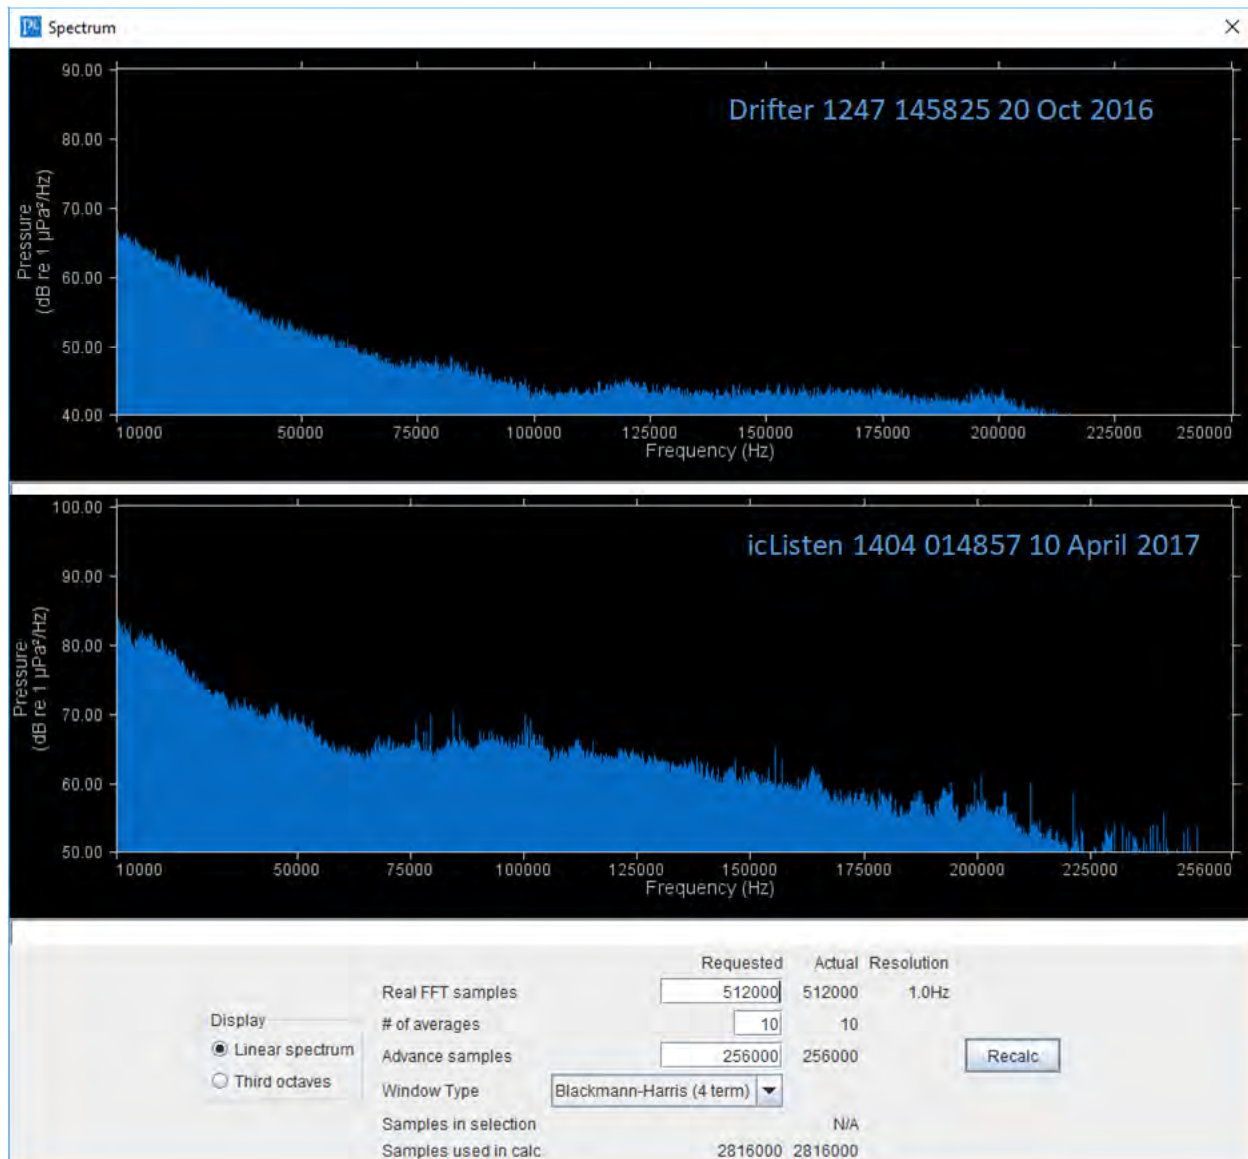 Spectrum
Drifter 1247 145825 20 Oct 2016
90.00
80.00
70.00
60.00
50.00
40.00
Pressure
(dB re 1 µPa²/Hz)
10000 50000 75000 100000 125000 150000 175000 200000 225000 250000
Frequency (Hz)
icListen 1404 014857 10 April 2017
100.00
90.00
80.00
70.00
60.00
50.00
Pressure
(dB re 1 µPa²/Hz)
10000 50000 75000 100000 125000 150000 175000 200000 225000 256000
Frequency (Hz)
Requested Actual Resolution
Real FFT samples 512000 512000 1.0Hz
Display
# of averages 10 10
Linear spectrum
Advance samples 256000 256000
Recalc
Third octaves
Window Type Blackmann-Harris (4 term)
Samples in selection N/A
Samples used in calc 2816000 2816000